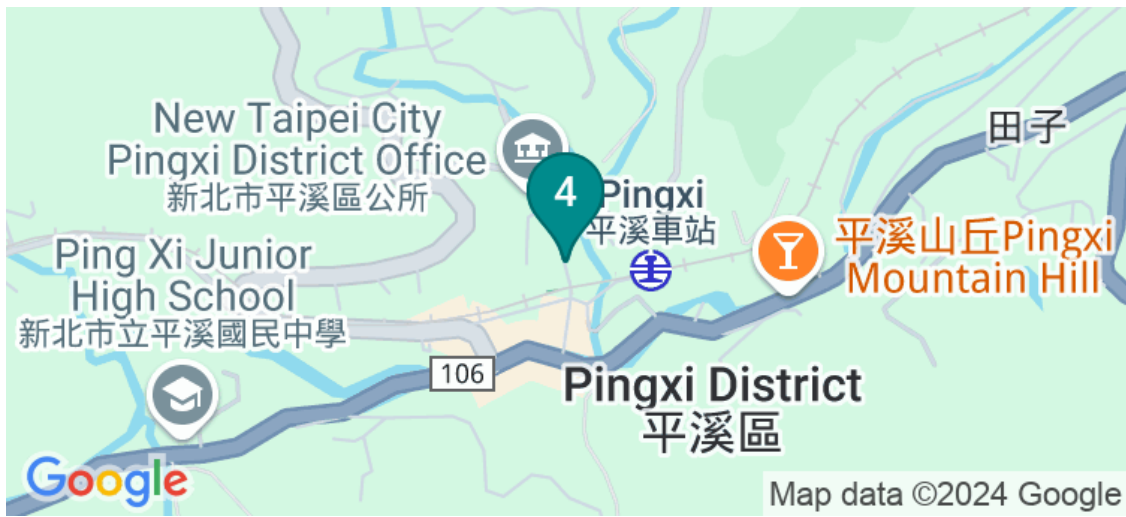 New Taipei City
Pingxi District Office
新北市平溪區公所
4
Pingxi
平溪車站
田子
平溪山丘Pingxi
Mountain Hill
Ping Xi Junior
High School
新北市立平溪國民中學
106
Pingxi District
平溪區
Google
Map data ©2024 Google